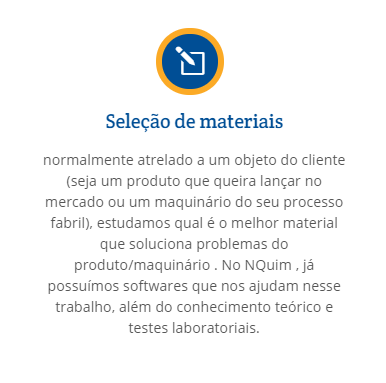 Seleção de materiais
normalmente atrelado a um objeto do cliente
(seja um produto que queira lançar no
mercado ou um maquinário do seu processo
fabril), estudamos qual é o melhor material
que soluciona problemas do
produto/maquinário . No NQuim , já
possuímos softwares que nos ajudam nesse
trabalho, além do conhecimento teórico e
testes laboratoriais.